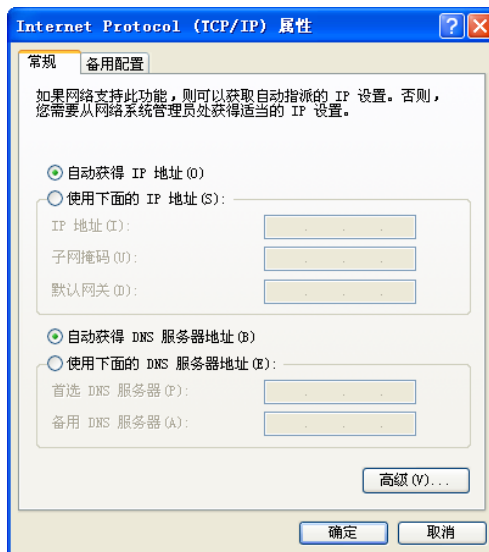 Internet Protocol (TCP/IP) 属性
常规
备用配置
如果网络支持此功能，则可以获取自动指派的 IP 设置。否则，
您需要从网络系统管理员处获得适当的 IP 设置。
自动获得 IP 地址(O)
使用下面的 IP 地址(S):
IP 地址(I):
子网掩码(U):
默认网关(D):
自动获得 DNS 服务器地址(B)
使用下面的 DNS 服务器地址(E):
首选 DNS 服务器(P):
备用 DNS 服务器(A):
高级(V)...
确定
取消